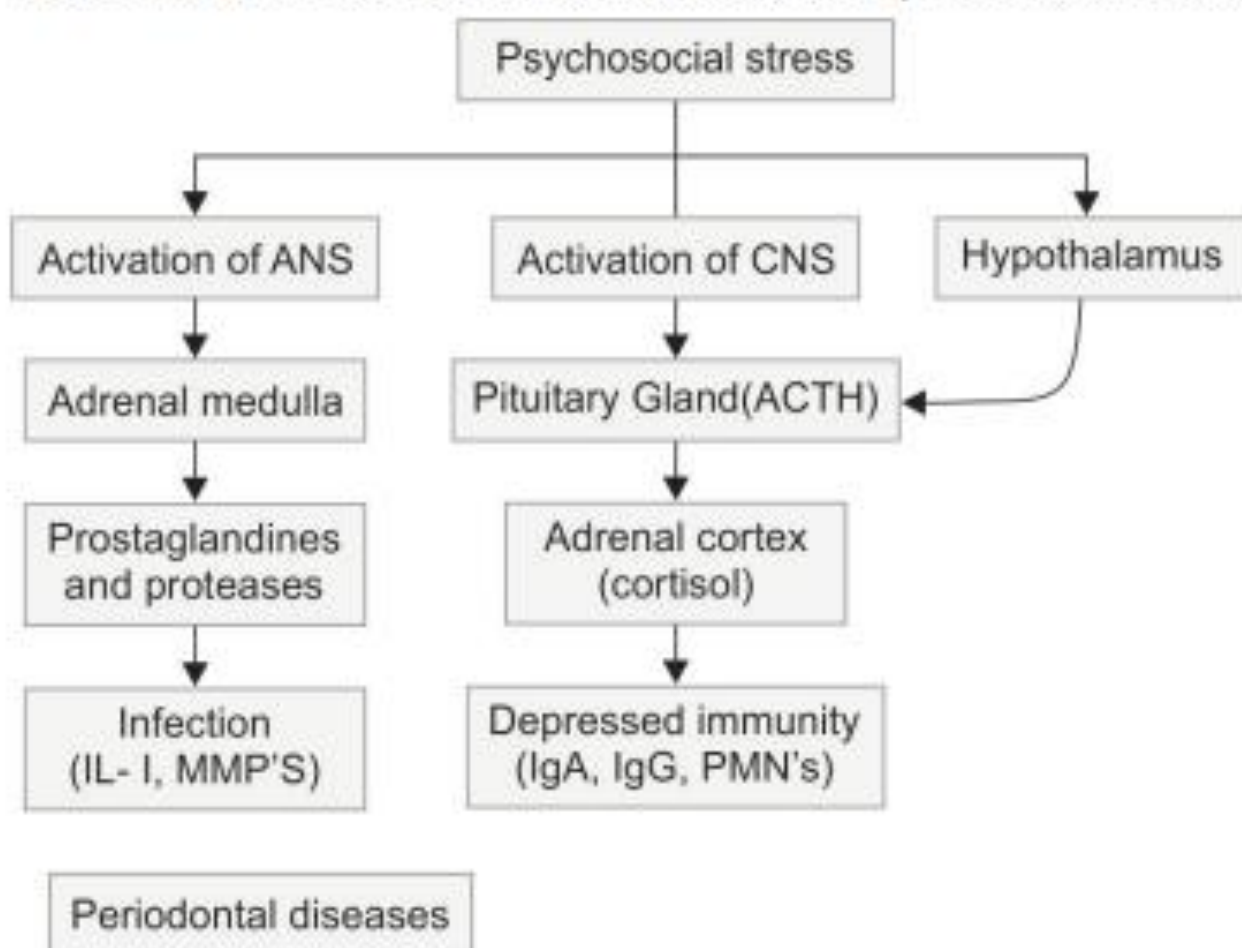 Psychosocial stress
Activation of ANS
Activation of CNS
Hypothalamus
Adrenal medulla
Pituitary Gland(ACTH)
Prostaglandines
and proteases
Adrenal cortex
(cortisol)
Infection
(IL- I, MMP'S)
Depressed immunity
(IgA, IgG, PMN's)
Periodontal diseases